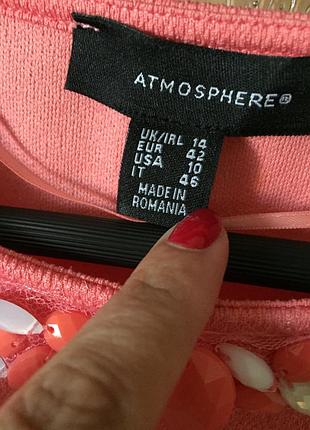 ATMOSPHERE®
UK/IRL 14
EUR 42
USA 10
IT 46
MADE IN
ROMANIA